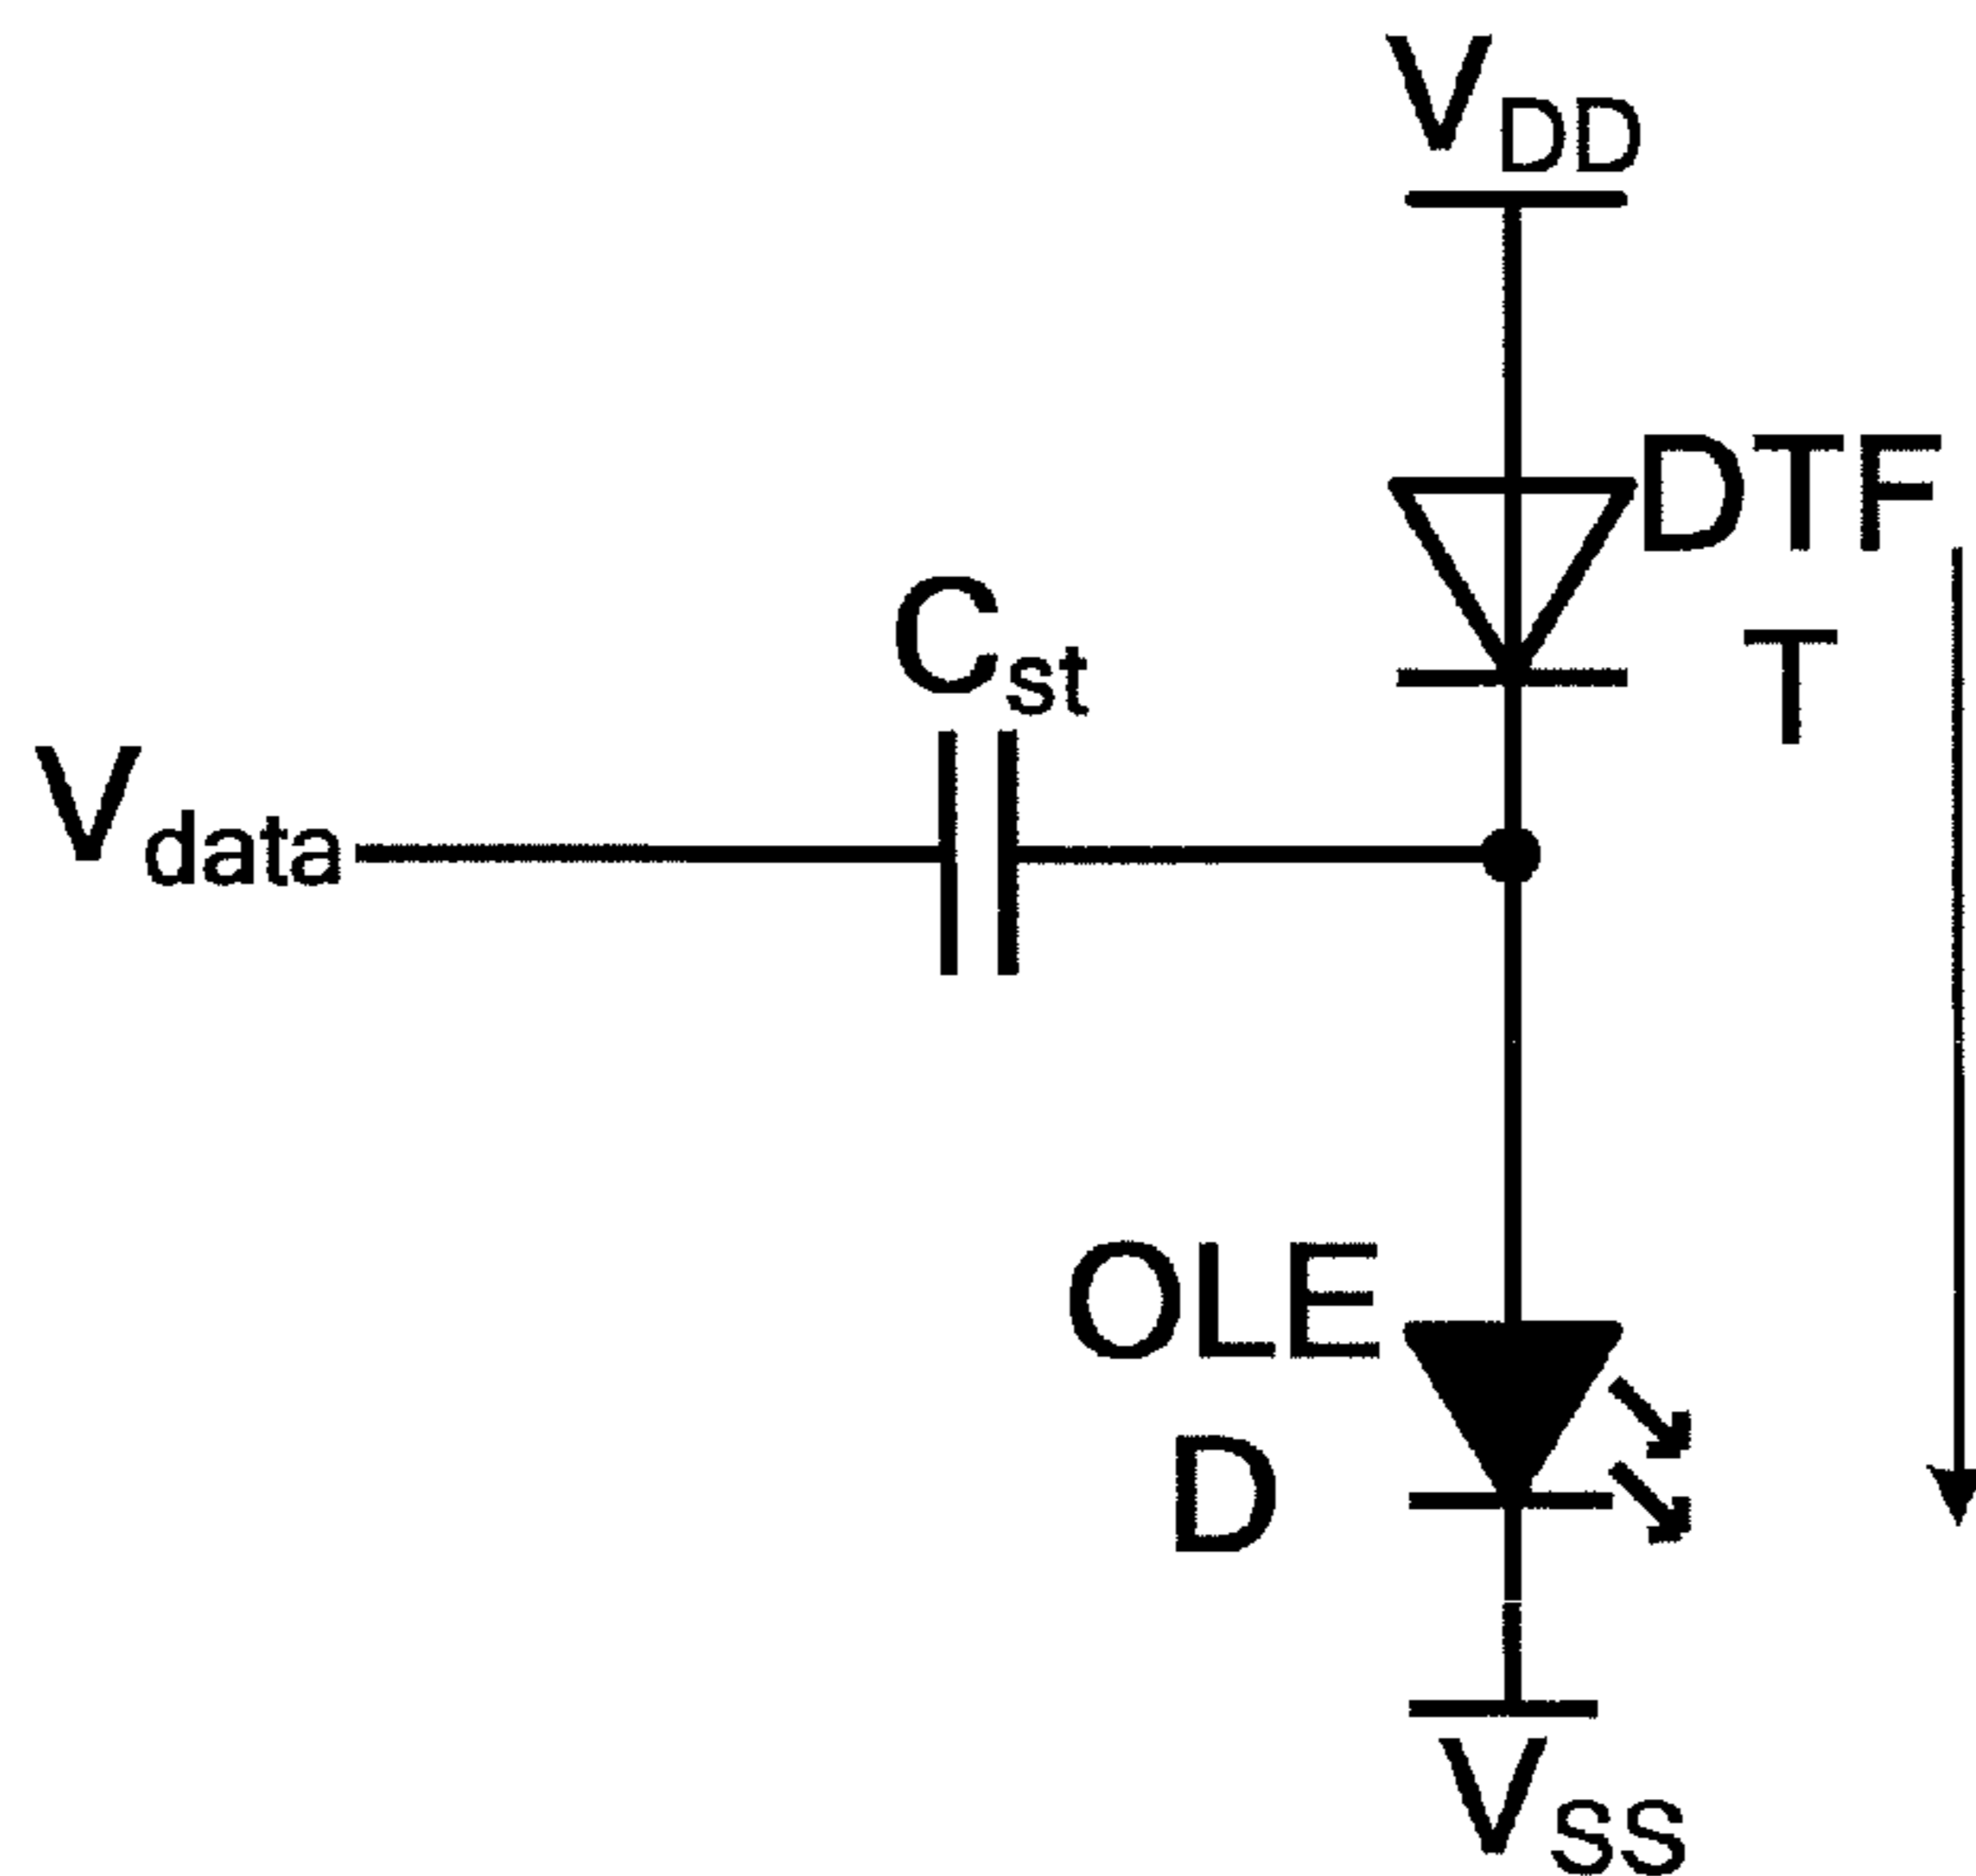 VDD
DTF
T
Cst
Vdata
OLE
D
VSS